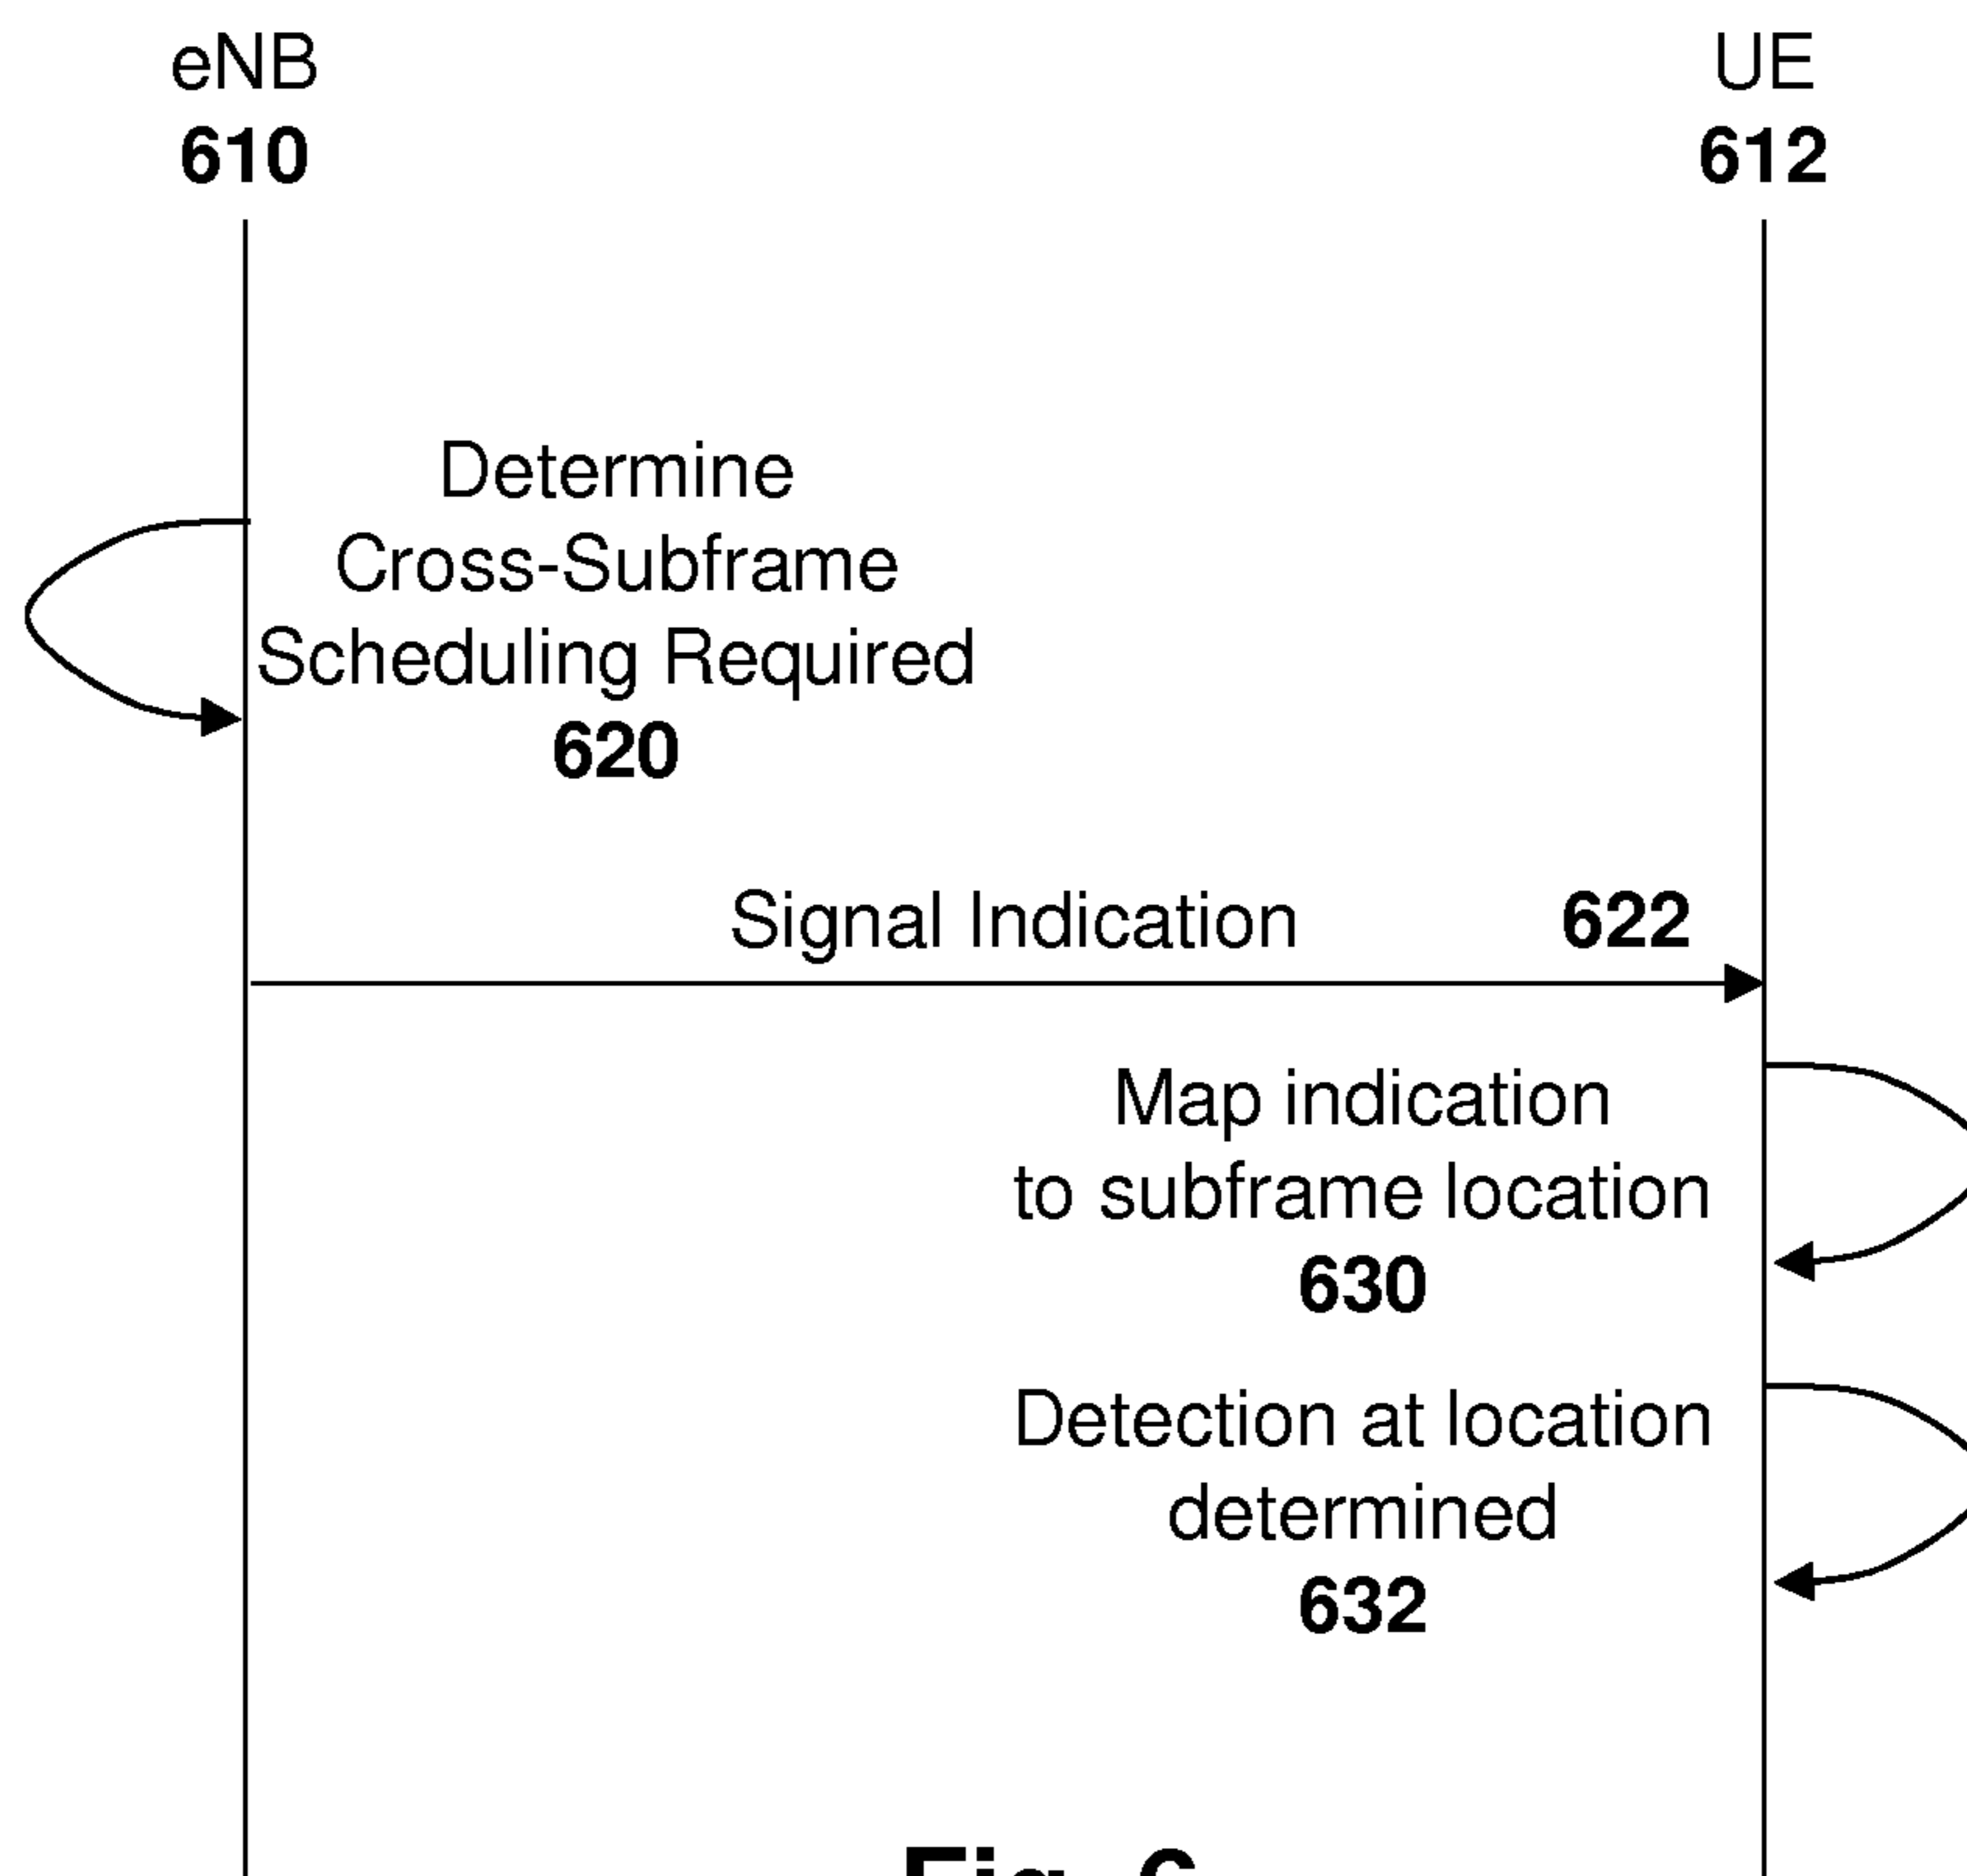 eNB
610
UE
612
Determine
Cross-Subframe
Scheduling Required
620
Signal Indication 622
Map indication
to subframe location
630
Detection at location
determined
632